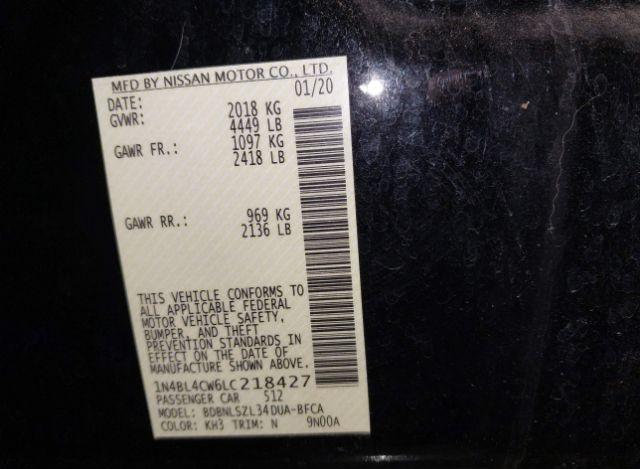 MFD BY NISSAN MOTOR CO., LTD.
DATE: 01/20
GVWR: 2018 KG
4449 LB
GAWR FR.: 1097 KG
2418 LB
GAWR RR.: 969 KG
2136 LB
THIS VEHICLE CONFORMS TO
ALL APPLICABLE FEDERAL
MOTOR VEHICLE SAFETY,
BUMPER, AND THEFT
PREVENTION STANDARDS IN
EFFECT ON THE DATE OF
MANUFACTURE SHOWN ABOVE.
1N4BL4CW6LC218427
PASSENGER CAR 512
MODEL: BDBNLSZL34DUA-BFCA
COLOR: KH3 TRIM: N 9N00A